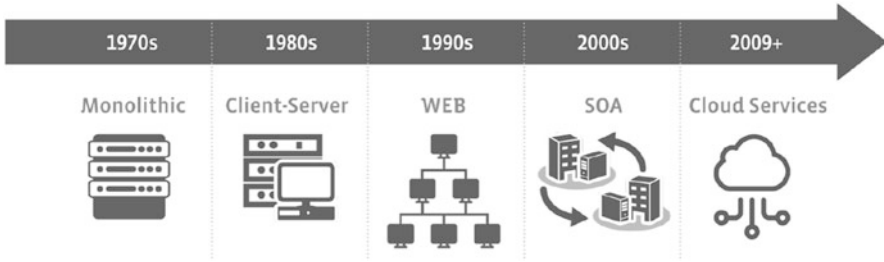 1970s 1980s 1990s 2000s 2009+
Monolithic Client-Server WEB SOA Cloud Services